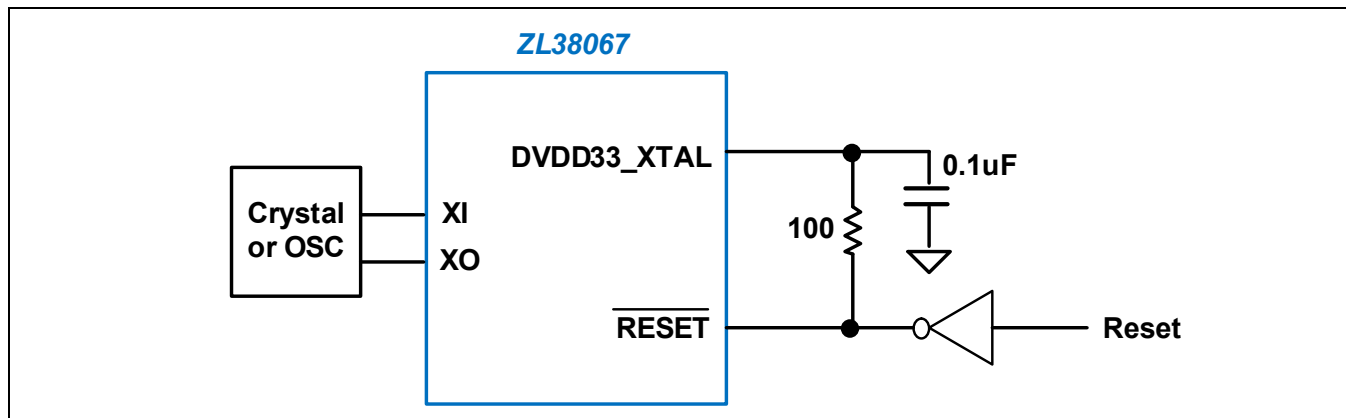 ZL38067
DVDD33_XTAL
0.1uF
Crystal
or OSC
XI
100
XO
RESET
Reset